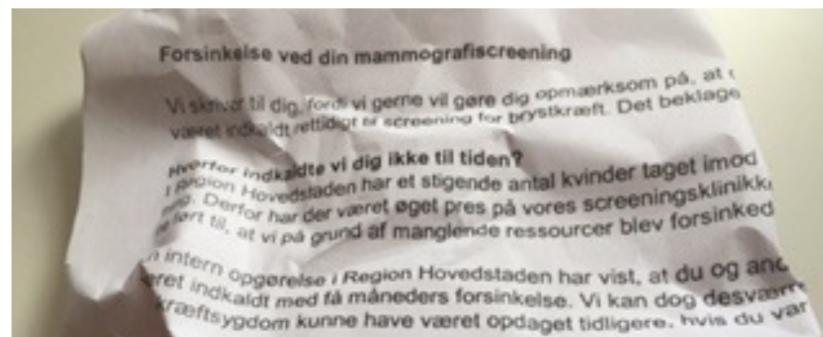 Forsinkelse ved din mammografiscreening
Vi skriver til dig, fordi vi gerne vil gøre dig opmærksom på, at
været indkaldt rettidigt til screening for brystkræft. Det beklage
Hvorfor indkaldte vi dig ikke til tiden?
I Region Hovedstaden har et stigende antal kvinder taget imod
Derfor har der været øget pres på vores screeningsklinikk
ført til, at vi på grund af manglende ressourcer blev forsinked
n intern opgørelse i Region Hovedstaden har vist, at du og and
eret indkaldt med få måneders forsinkelse. Vi kan dog desværr
kræftsygdom kunne have været opdaget tidligere, hvis du var